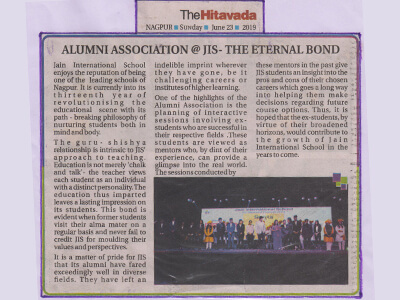 TheHitavada
NAGPUR ■ Sunday ■ June 23 ■ 2019
ALUMNI ASSOCIATION @ JIS- THE ETERNAL BOND
Jain International School
enjoys the reputation of being
one of the leading schools of
Nagpur. It is currently into its
thirteenth year of
revolutionising the
educational scene with its
path - breaking philosophy of
nurturing students both in
mind and body.
The guru- shishya
relationship is intrinsic to JIS'
approach to teaching.
Education is not merely 'chalk
and talk' - the teacher views
each student as an individual
with a distinct personality. The
education thus imparted
leaves a lasting impression on
its students. This bond is
evident when former students
visit their alma mater on a
regular basis and never fail to
credit JIS for moulding their
values and perspectives.
It is a matter of pride for JIS
that its alumni have fared
exceedingly well in diverse
fields. They have left an
indelible imprint wherever
they have gone, be it
challenging careers or
institutes of higher learning.
One of the highlights of the
Alumni Association is the
planning of interactive
sessions involving ex-
students who are successful in
their respective fields .These
students are viewed as
mentors who, by dint of their
experience, can provide a
glimpse into the real world.
The sessions conducted by
these mentors in the past give
JIS students an insight into the
pros and cons of their chosen
careers which goes a long way
into helping them make
decisions regarding future
course options. Thus, it is
hoped that the ex-students, by
virtue of their broadened
horizons, would contribute to
the growth of Jain
International School in the
years to come.